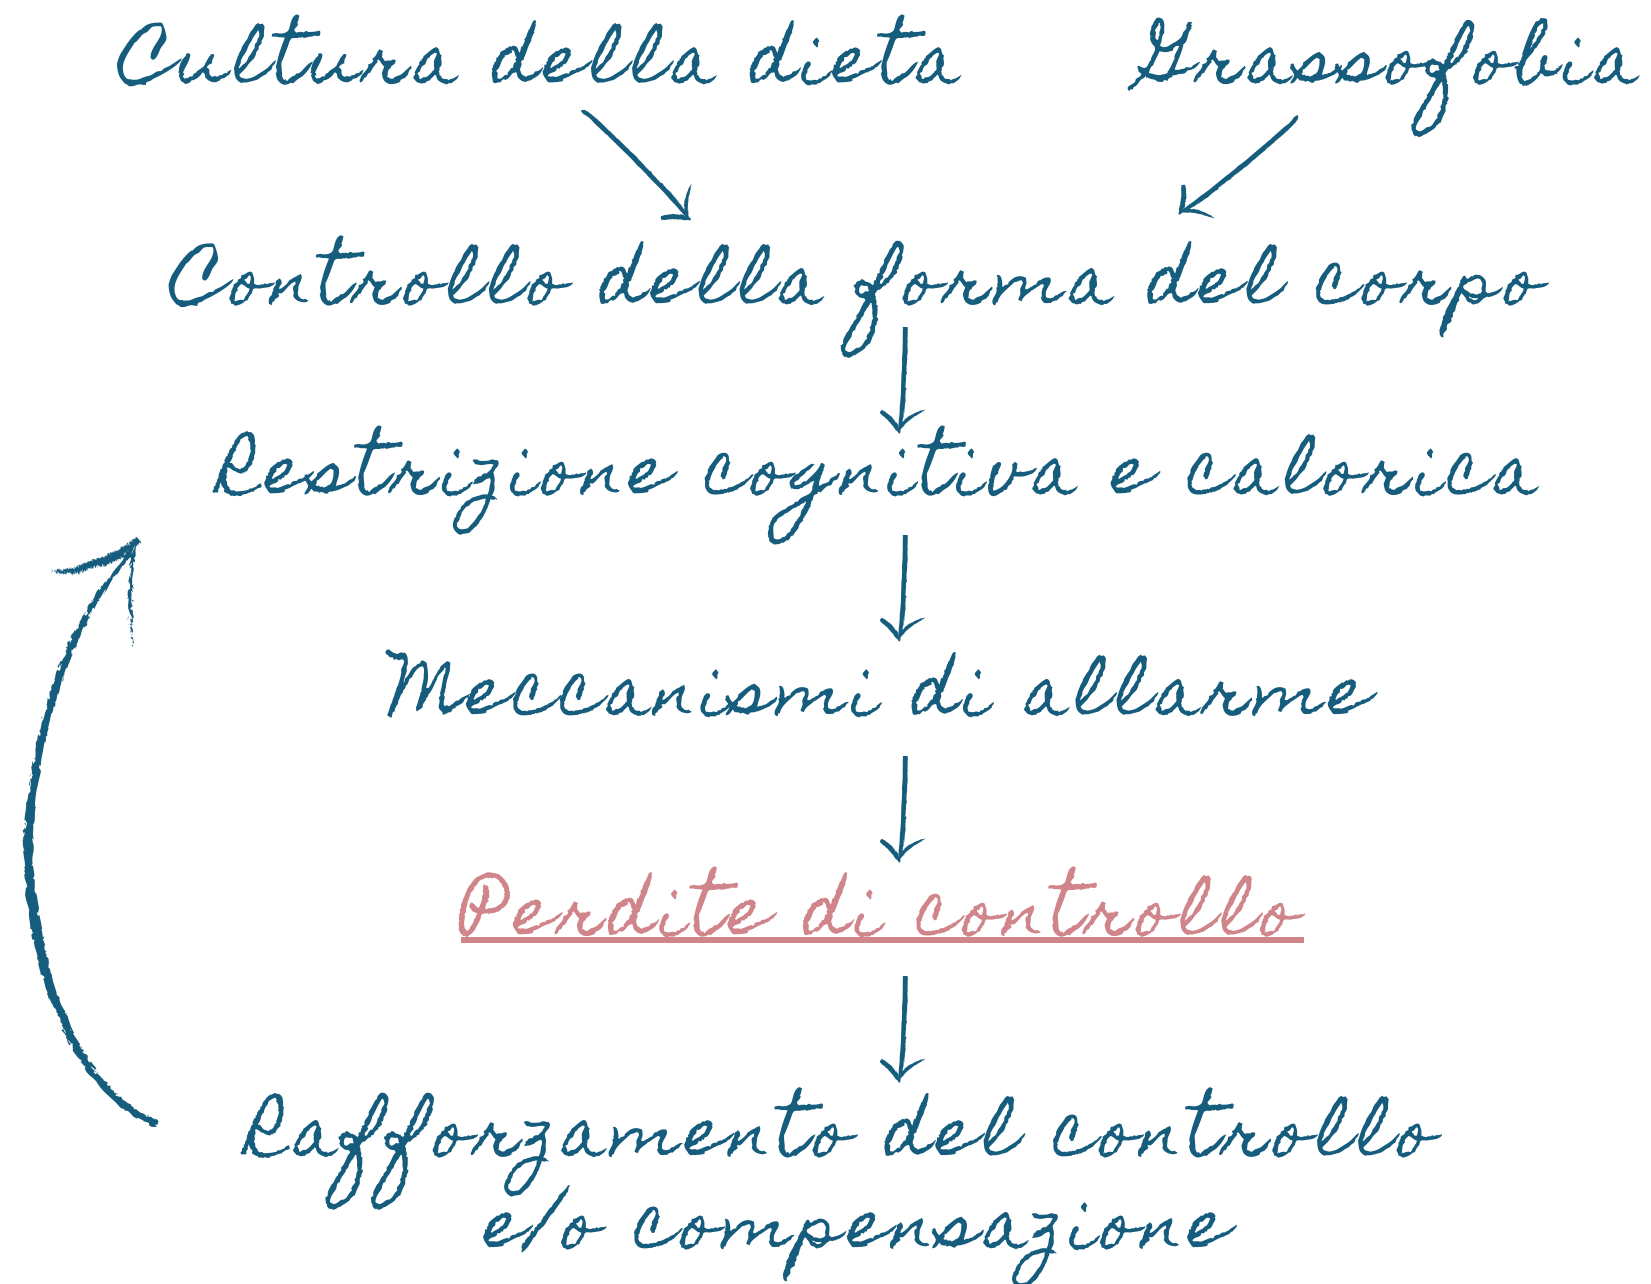 Cultura della dieta
Grassofobia
Controllo della forma del corpo
Restrizione cognitiva e calorica
Meccanismi di allarme
Perdite di controllo
Rafforzamento del controllo
e/o compensazione